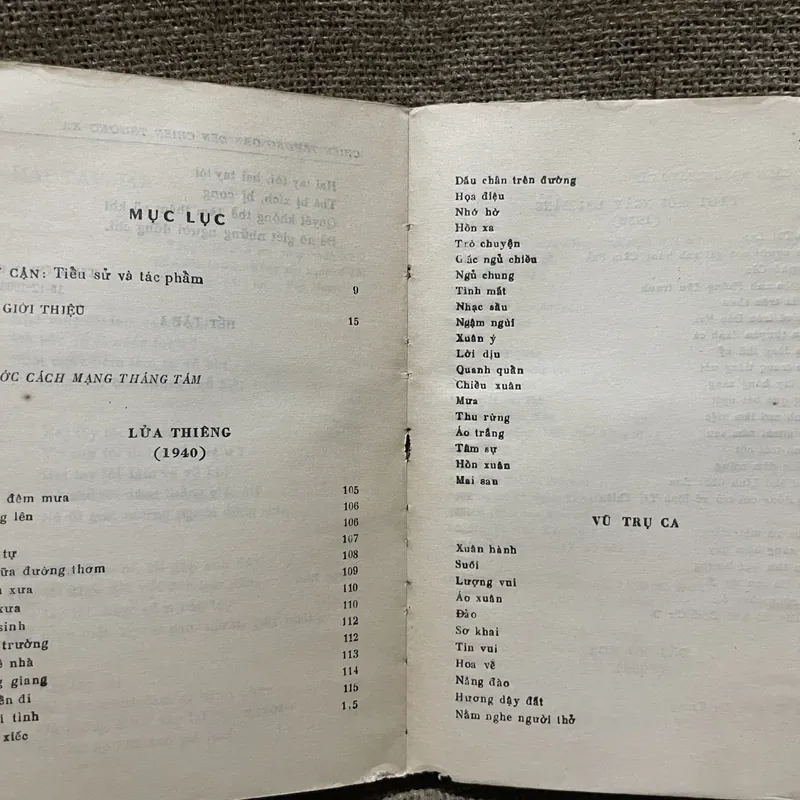 MỤC LỤC
CẬN: Tiểu sử và tác phẩm 9
GIỚI THIỆU 15
ỚC CÁCH MẠNG THÁNG TÁM
LỬA THIÊNG
(1940)
đêm mưa 105
g lên 106
106
tự 107
ữa đường thơm 108
xưa 109
xưa 110
sinh 110
trường 112
nhà 112
g giang 113
ền đi 114
i tình 115
xiếc 1,5
Dấu chân trên đường
Họa điệu
Nhớ hờ
Hồn xa
Trò chuyện
Giấc ngủ chiều
Ngủ chung
Tình mất
Nhạc sầu
Ngậm ngùi
Xuân ý
Lời dịu
Quanh quẩn
Chiều xuân
Mưa
Thu rừng
Áo trắng
Tâm sự
Hồn xuân
Mai sau
VŨ TRỤ CA
Xuân hành
Suối
Lượng vui
Áo xuân
Đảo
Sơ khai
Tin vui
Hoa về
Nắng đào
Hương dậy đất
Nằm nghe người thở